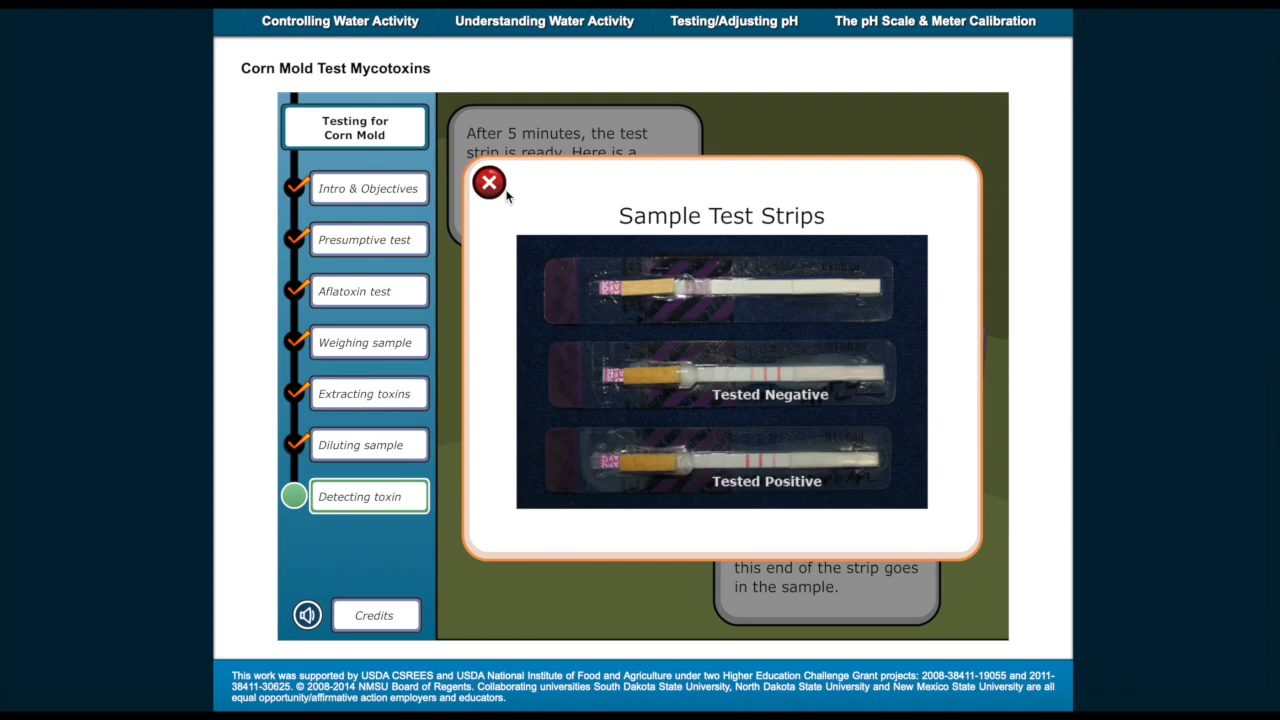 Controlling Water Activity Understanding Water Activity Testing/Adjusting pH The pH Scale & Meter Calibration
Corn Mold Test Mycotoxins
Testing for
Corn Mold
Intro & Objectives
Presumptive test
Aflatoxin test
Weighing sample
Extracting toxins
Diluting sample
Detecting toxin
Credits
After 5 minutes, the test
strip is ready. Here is a
Sample Test Strips
Tested Negative
Tested Positive
this end of the strip goes
in the sample.
This work was supported by USDA CSREES and USDA National Institute of Food and Agriculture under two Higher Education Challenge Grant projects: 2008-38411-19055 and 2011-
38411-30625. © 2008-2014 NMSU Board of Regents. Collaborating universities South Dakota State University, North Dakota State University and New Mexico State University are all
equal opportunity/affirmative action employers and educators.